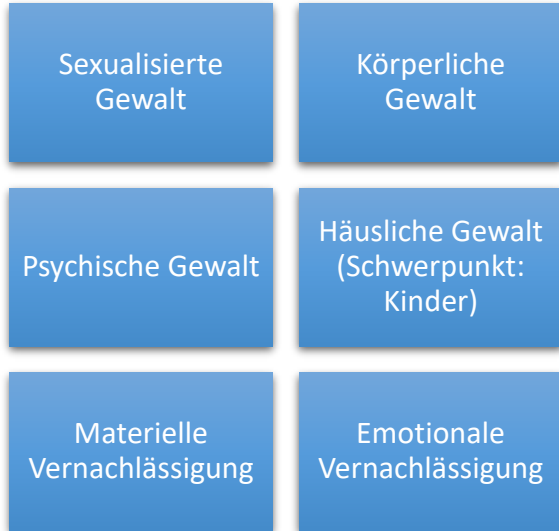 Sexualisierte
Gewalt
Körperliche
Gewalt
Psychische Gewalt
Häusliche Gewalt
(Schwerpunkt:
Kinder)
Materielle
Vernachlässigung
Emotionale
Vernachlässigung